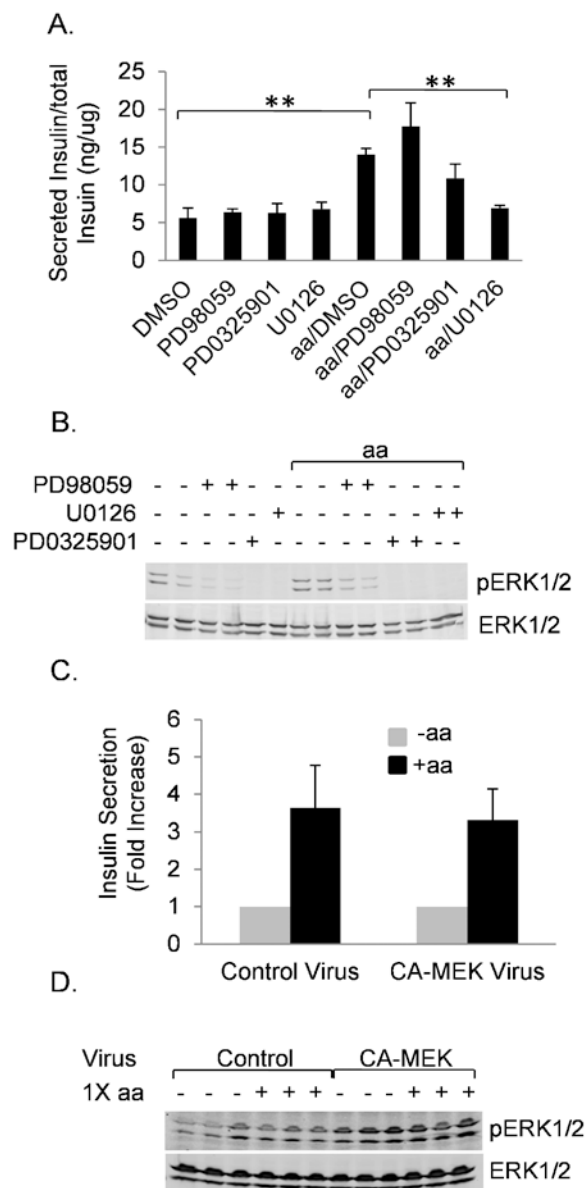 A.
** **
Secreted Insulin/total
Insuin (ng/ug)
25
20
15
10
5
0
DMSO
PD98059
PD0325901
U0126
aa/DMSO
aa/PD98059
aa/PD0325901
aa/U0126
B.
aa
PD98059 - - + + - - - - + + - - - -
U0126 - - - - - + - - - - - - + +
PD0325901 - - - - + - - - - - + + - -
pERK1/2
ERK1/2
C.
Insulin Secretion
(Fold Increase)
6
5
4
3
2
1
0
-aa
+aa
Control Virus CA-MEK Virus
D.
Virus Control CA-MEK
1X aa - - - + + + - - - + + +
pERK1/2
ERK1/2